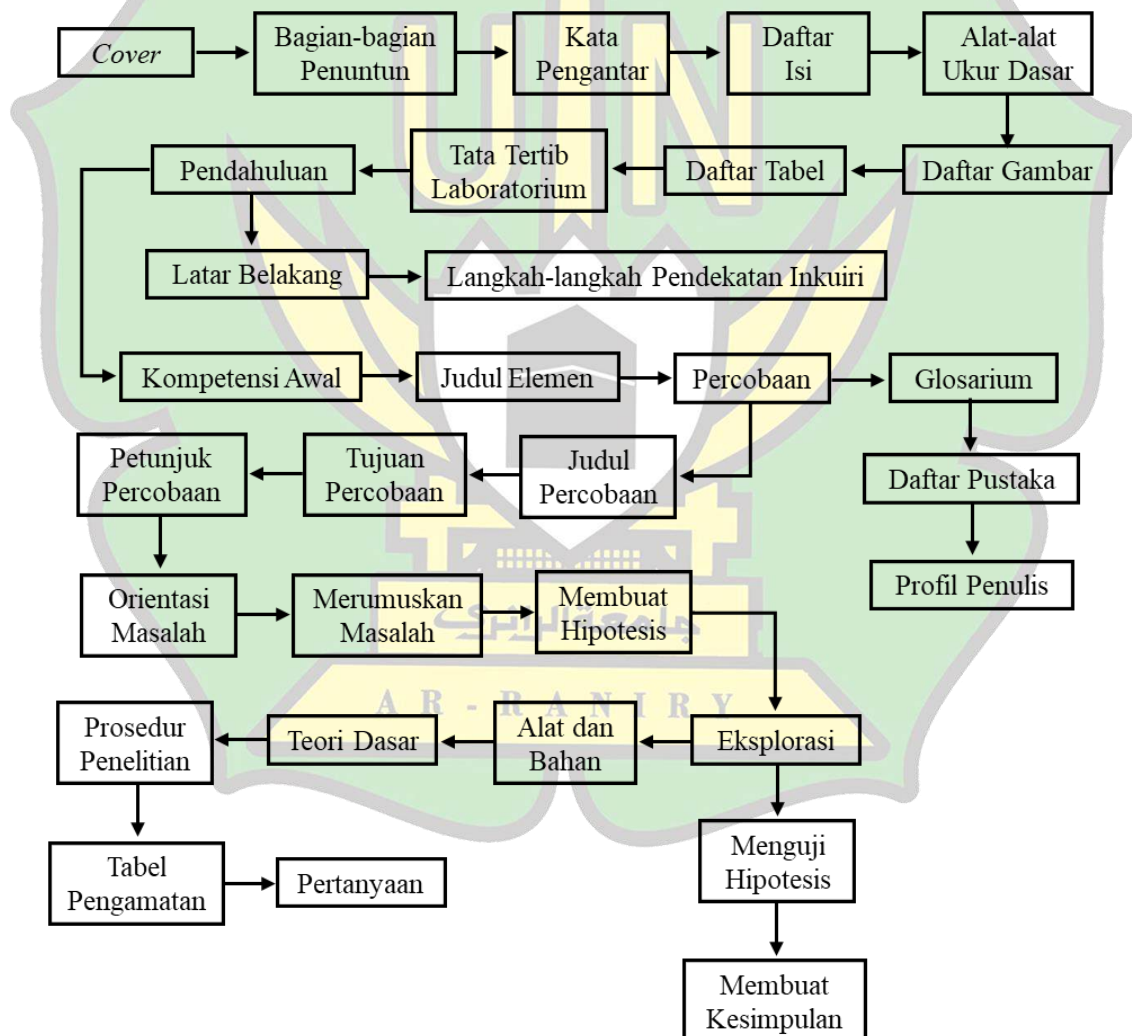 Cover
Bagian-bagian
Penuntun
Kata
Pengantar
Daftar
Isi
Alat-alat
Ukur Dasar
Daftar Gambar
Daftar Tabel
Tata Tertib
Laboratorium
Pendahuluan
Latar Belakang
Langkah-langkah Pendekatan Inkuiri
Kompetensi Awal
Judul Elemen
Percobaan
Glosarium
Daftar Pustaka
Profil Penulis
Judul
Percobaan
Tujuan
Percobaan
Petunjuk
Percobaan
Orientasi
Masalah
Merumuskan
Masalah
Membuat
Hipotesis
Eksplorasi
Alat dan
Bahan
Teori Dasar
Prosedur
Penelitian
Tabel
Pengamatan
Pertanyaan
Menguji
Hipotesis
Membuat
Kesimpulan
UIN
جامعة الرانري
AR-RANIRY